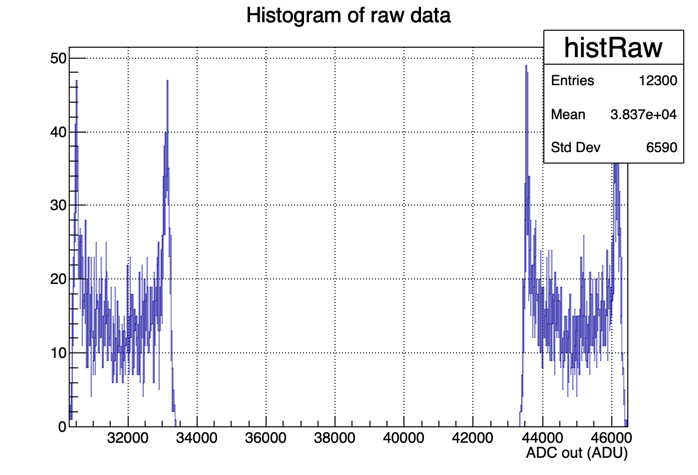 Histogram of raw data
histRaw
Entries 12300
Mean 3.837e+04
Std Dev 6590
50
40
30
20
10
0
32000 34000 36000 38000 40000 42000 44000 46000
ADC out (ADU)